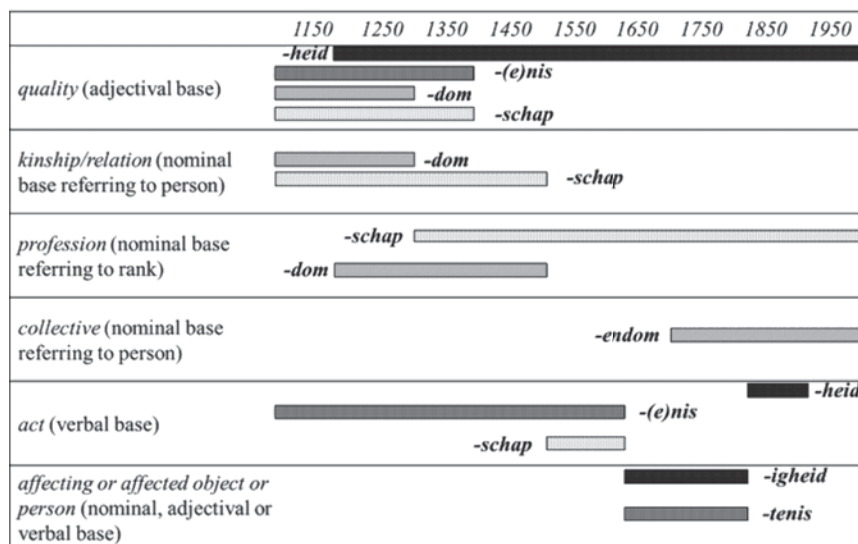 1150 1250 1350 1450 1550 1650 1750 1850 1950
-heid
-(e)nis
quality (adjectival base)
-dom
-schap
kinship/relation (nominal
-dom
base referring to person)
-schap
-schap
profession (nominal base
referring to rank)
-dom
collective (nominal base
-endom
referring to person)
-heid
-(e)nis
act (verbal base)
-schap
affecting or affected object or
-igheid
person (nominal, adjectival or
verbal base)
-tenis